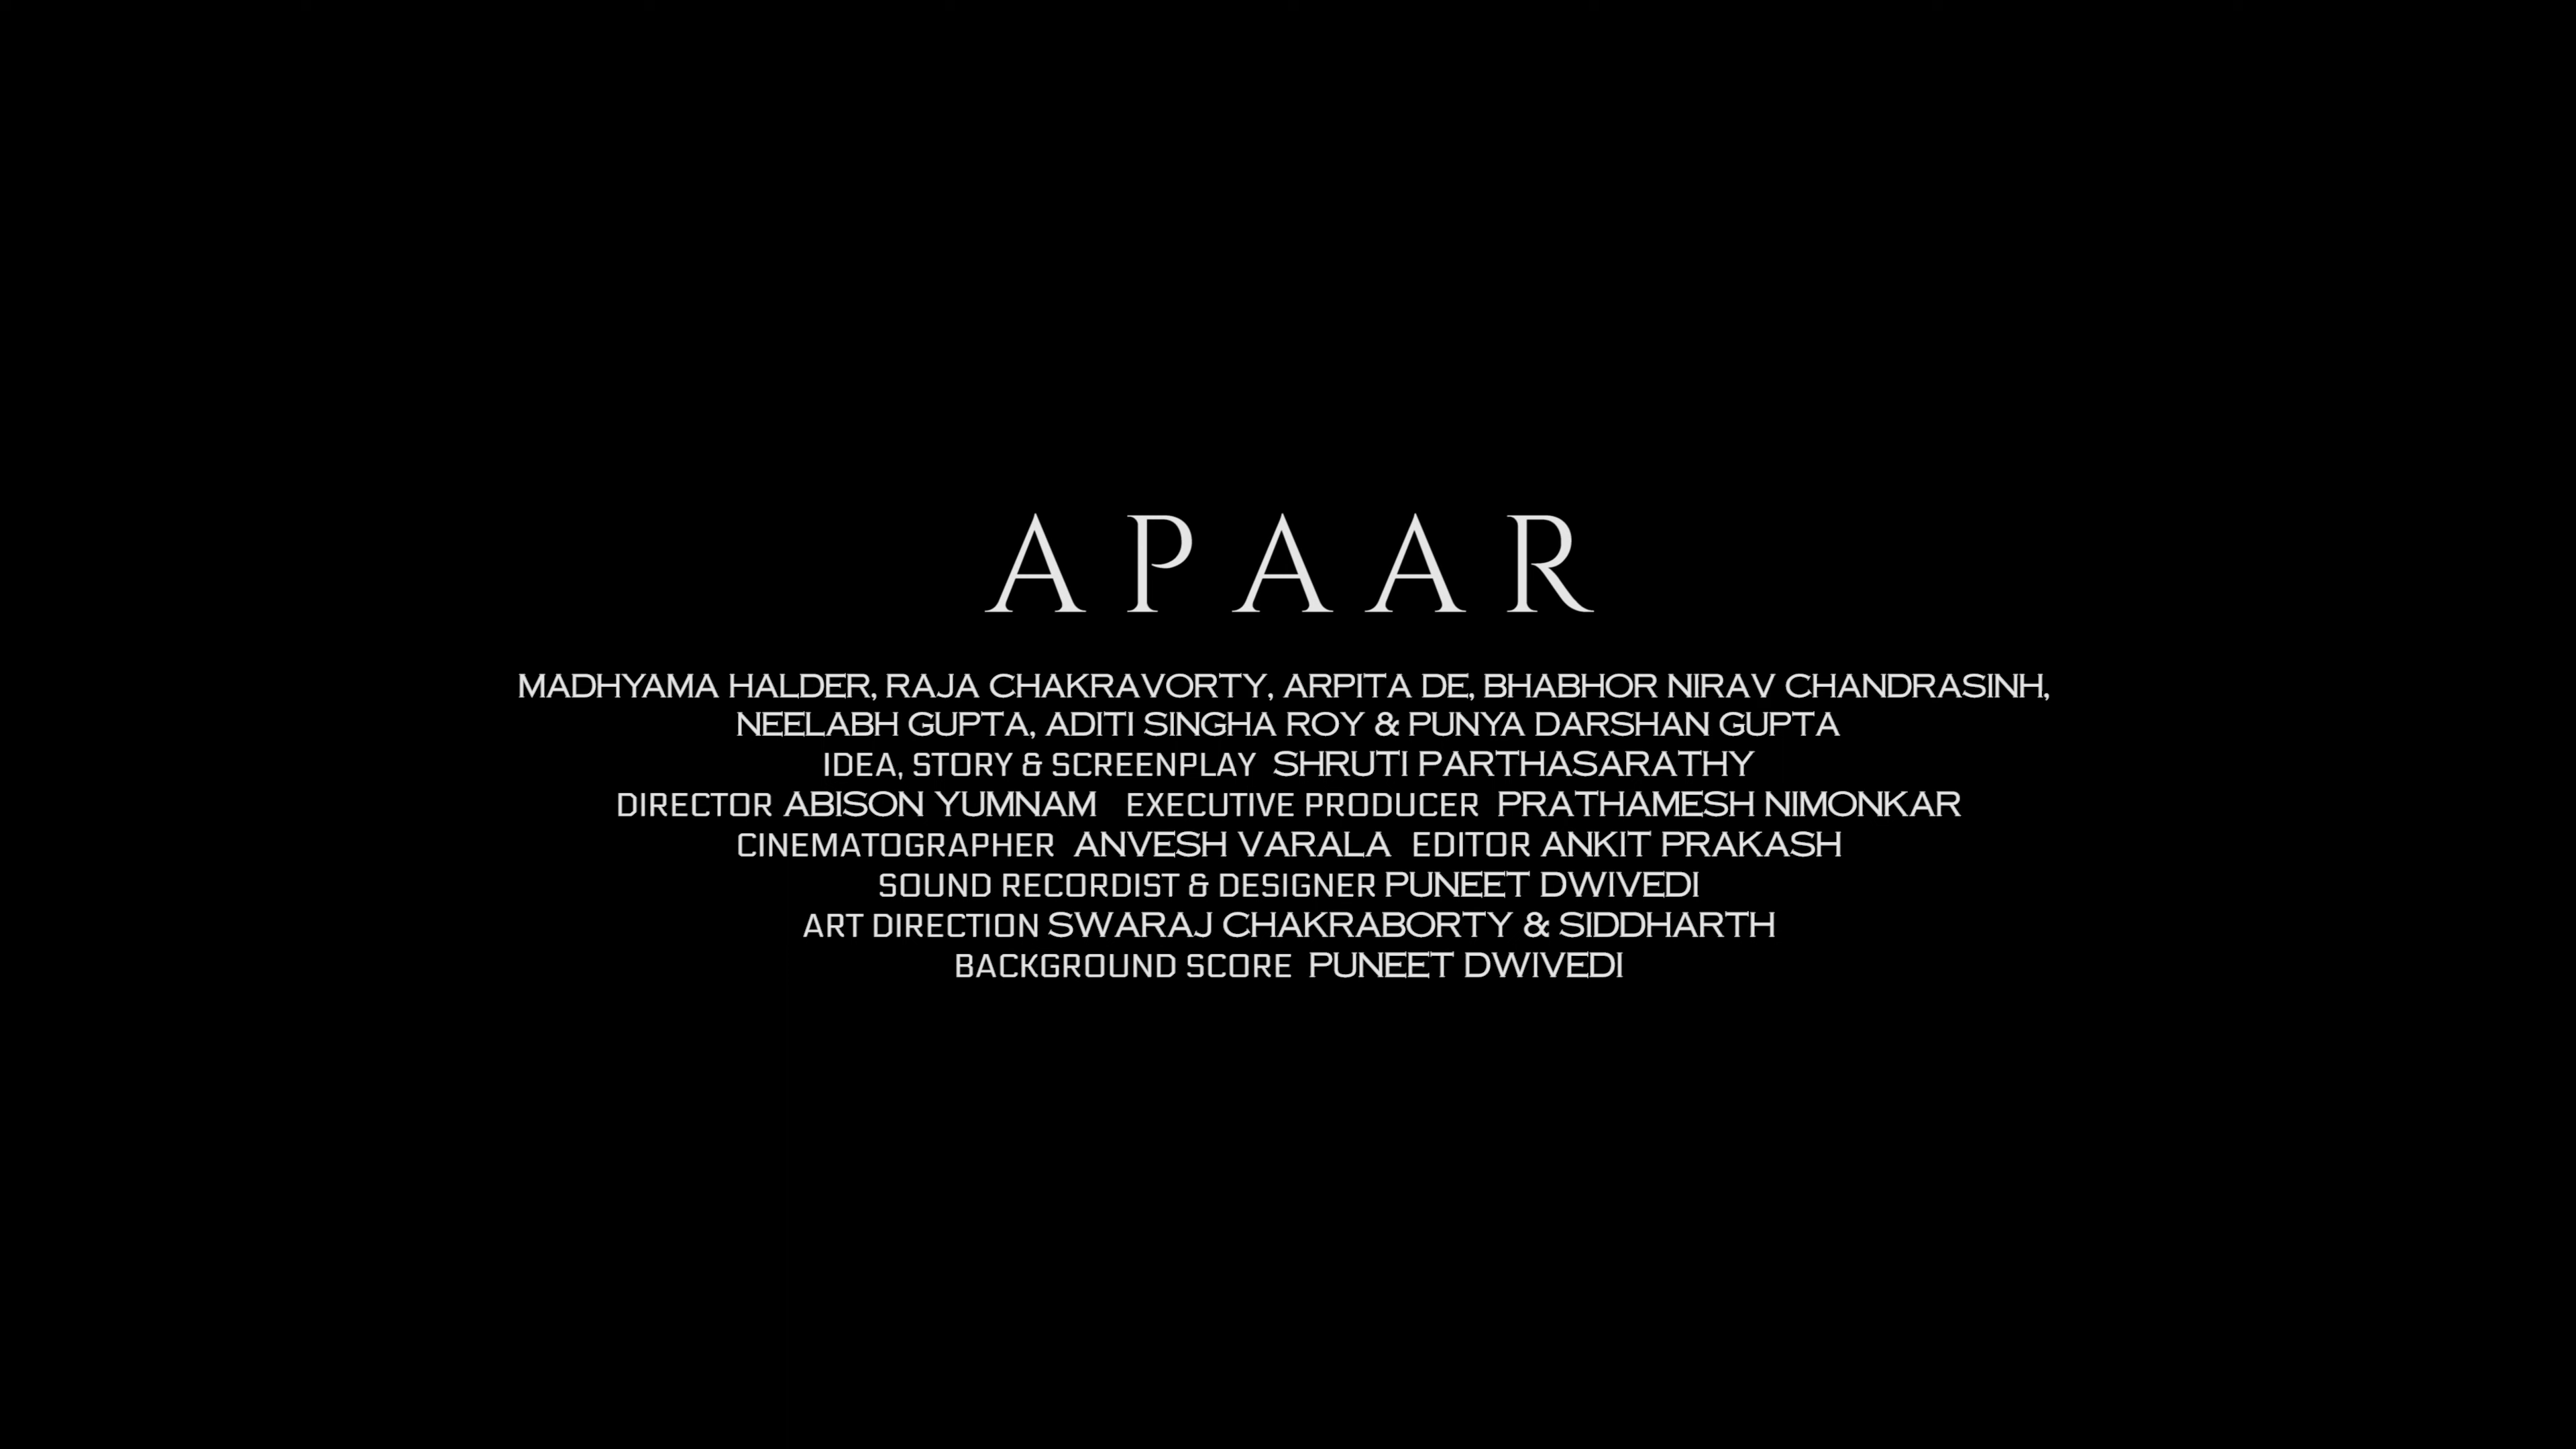 APAAR
MADHYAMA HALDER, RAJA CHAKRAVORTY, ARPITA DE, BHABHOR NIRAV CHANDRASINH,
NEELABH GUPTA, ADITI SINGHA ROY & PUNYA DARSHAN GUPTA
IDEA, STORY & SCREENPLAY SHRUTI PARTHASARATHY
DIRECTOR ABISON YUMNAM EXECUTIVE PRODUCER PRATHAMESH NIMONKAR
CINEMATOGRAPHER ANVESH VARALA EDITOR ANKIT PRAKASH
SOUND RECORDIST & DESIGNER PUNEET DWIVEDI
ART DIRECTION SWARAJ CHAKRABORTY & SIDDHARTH
BACKGROUND SCORE PUNEET DWIVEDI